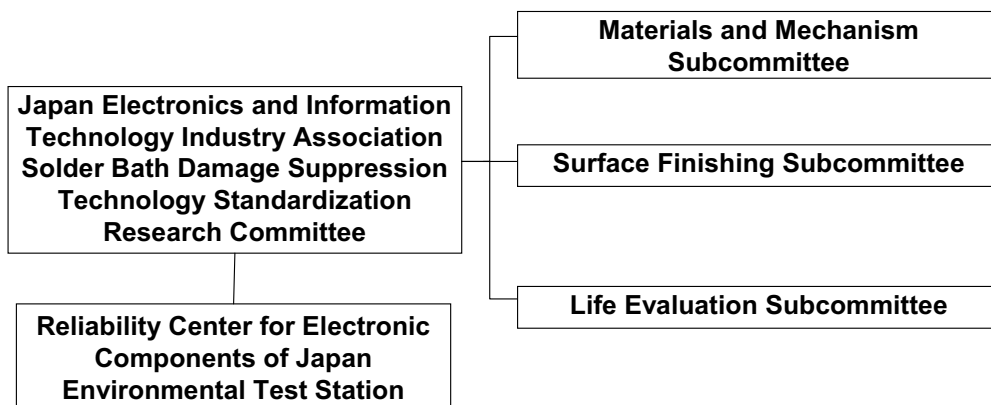 Japan Electronics and Information
Technology Industry Association
Solder Bath Damage Suppression
Technology Standardization
Research Committee
Reliability Center for Electronic
Components of Japan
Environmental Test Station
Materials and Mechanism
Subcommittee
Surface Finishing Subcommittee
Life Evaluation Subcommittee